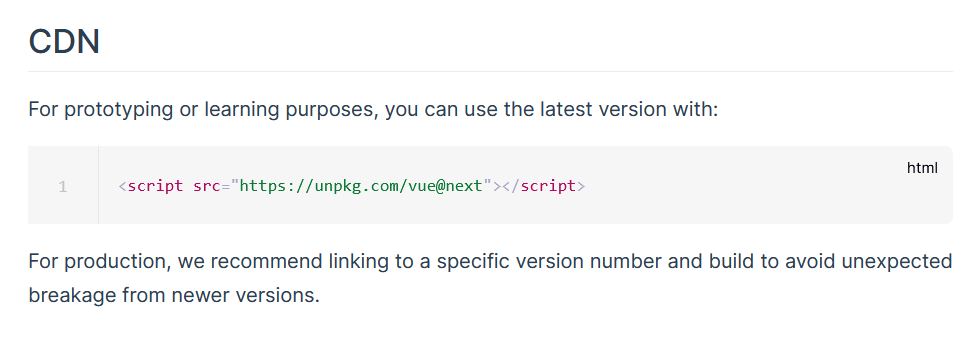 CDN
For prototyping or learning purposes, you can use the latest version with:
html
1 <script src="https://unpkg.com/vue@next"></script>
For production, we recommend linking to a specific version number and build to avoid unexpected
breakage from newer versions.